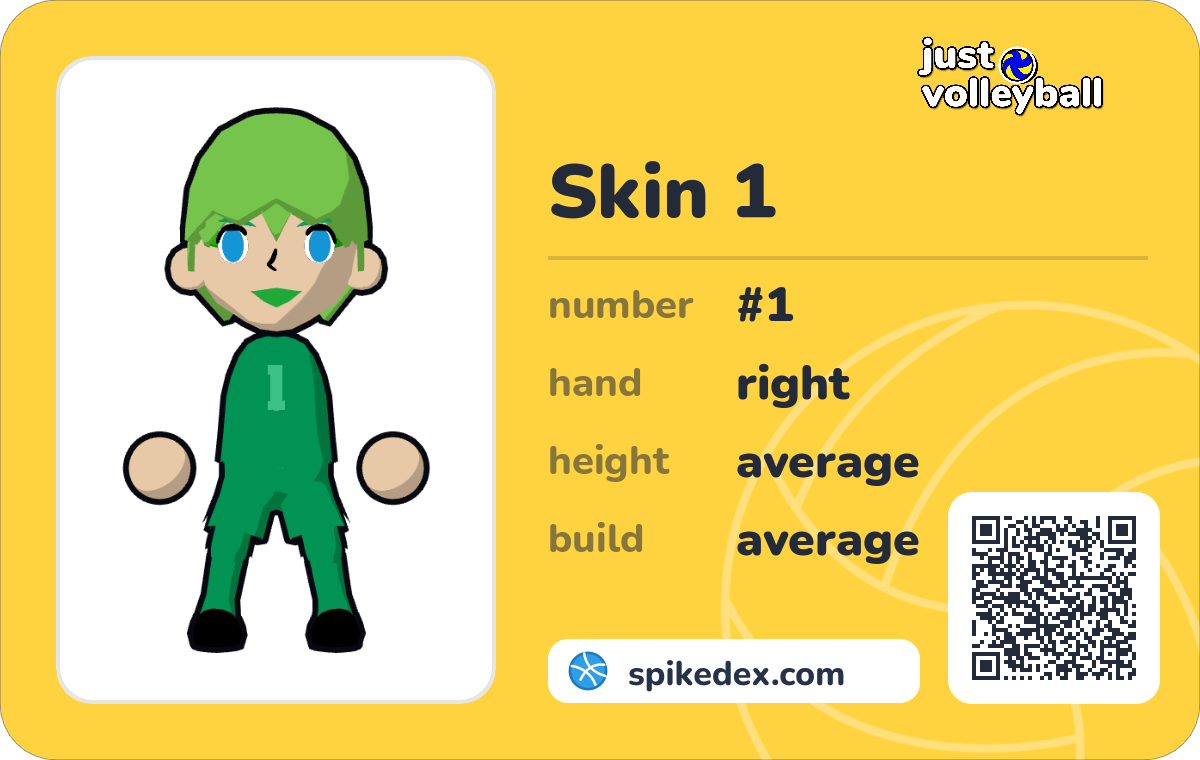 just
volleyball
Skin 1
number #1
hand right
height average
build average
1
spikedex.com